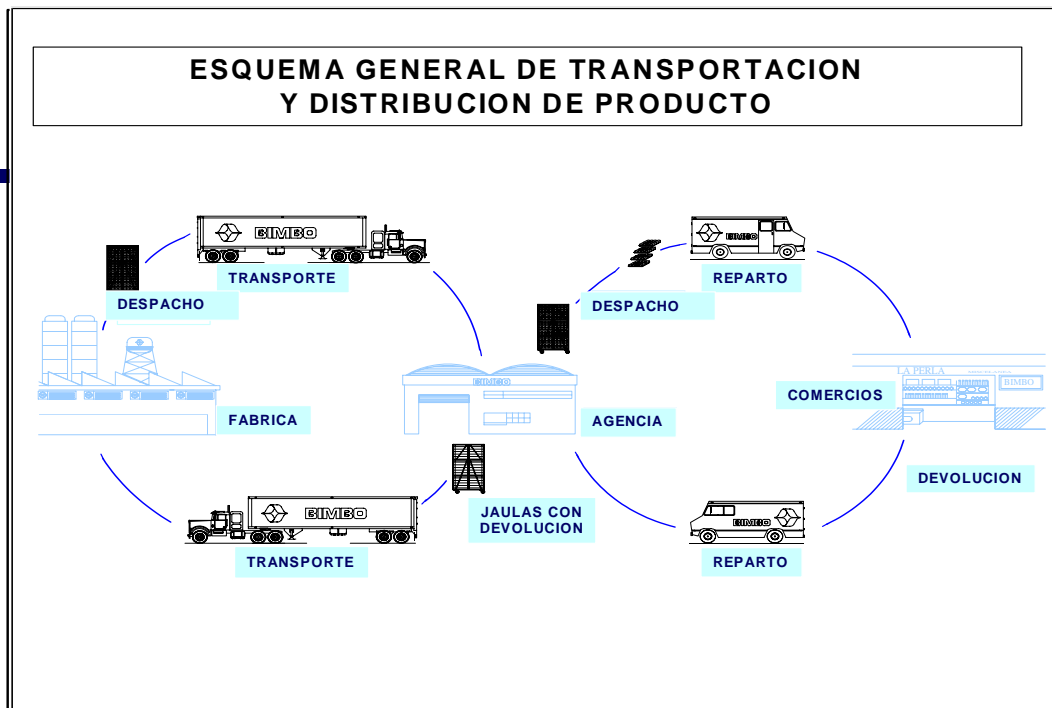 ESQUEMA GENERAL DE TRANSPORTACION
Y DISTRIBUCION DE PRODUCTO
BIMBO
TRANSPORTE
DESPACHO
BIMBO
REPARTO
DESPACHO
FABRICA
BIMBO
AGENCIA
LA PERLA
BIMBO
COMERCIOS
DEVOLUCION
JAULAS CON
DEVOLUCION
BIMBO
TRANSPORTE
BIMBO
REPARTO